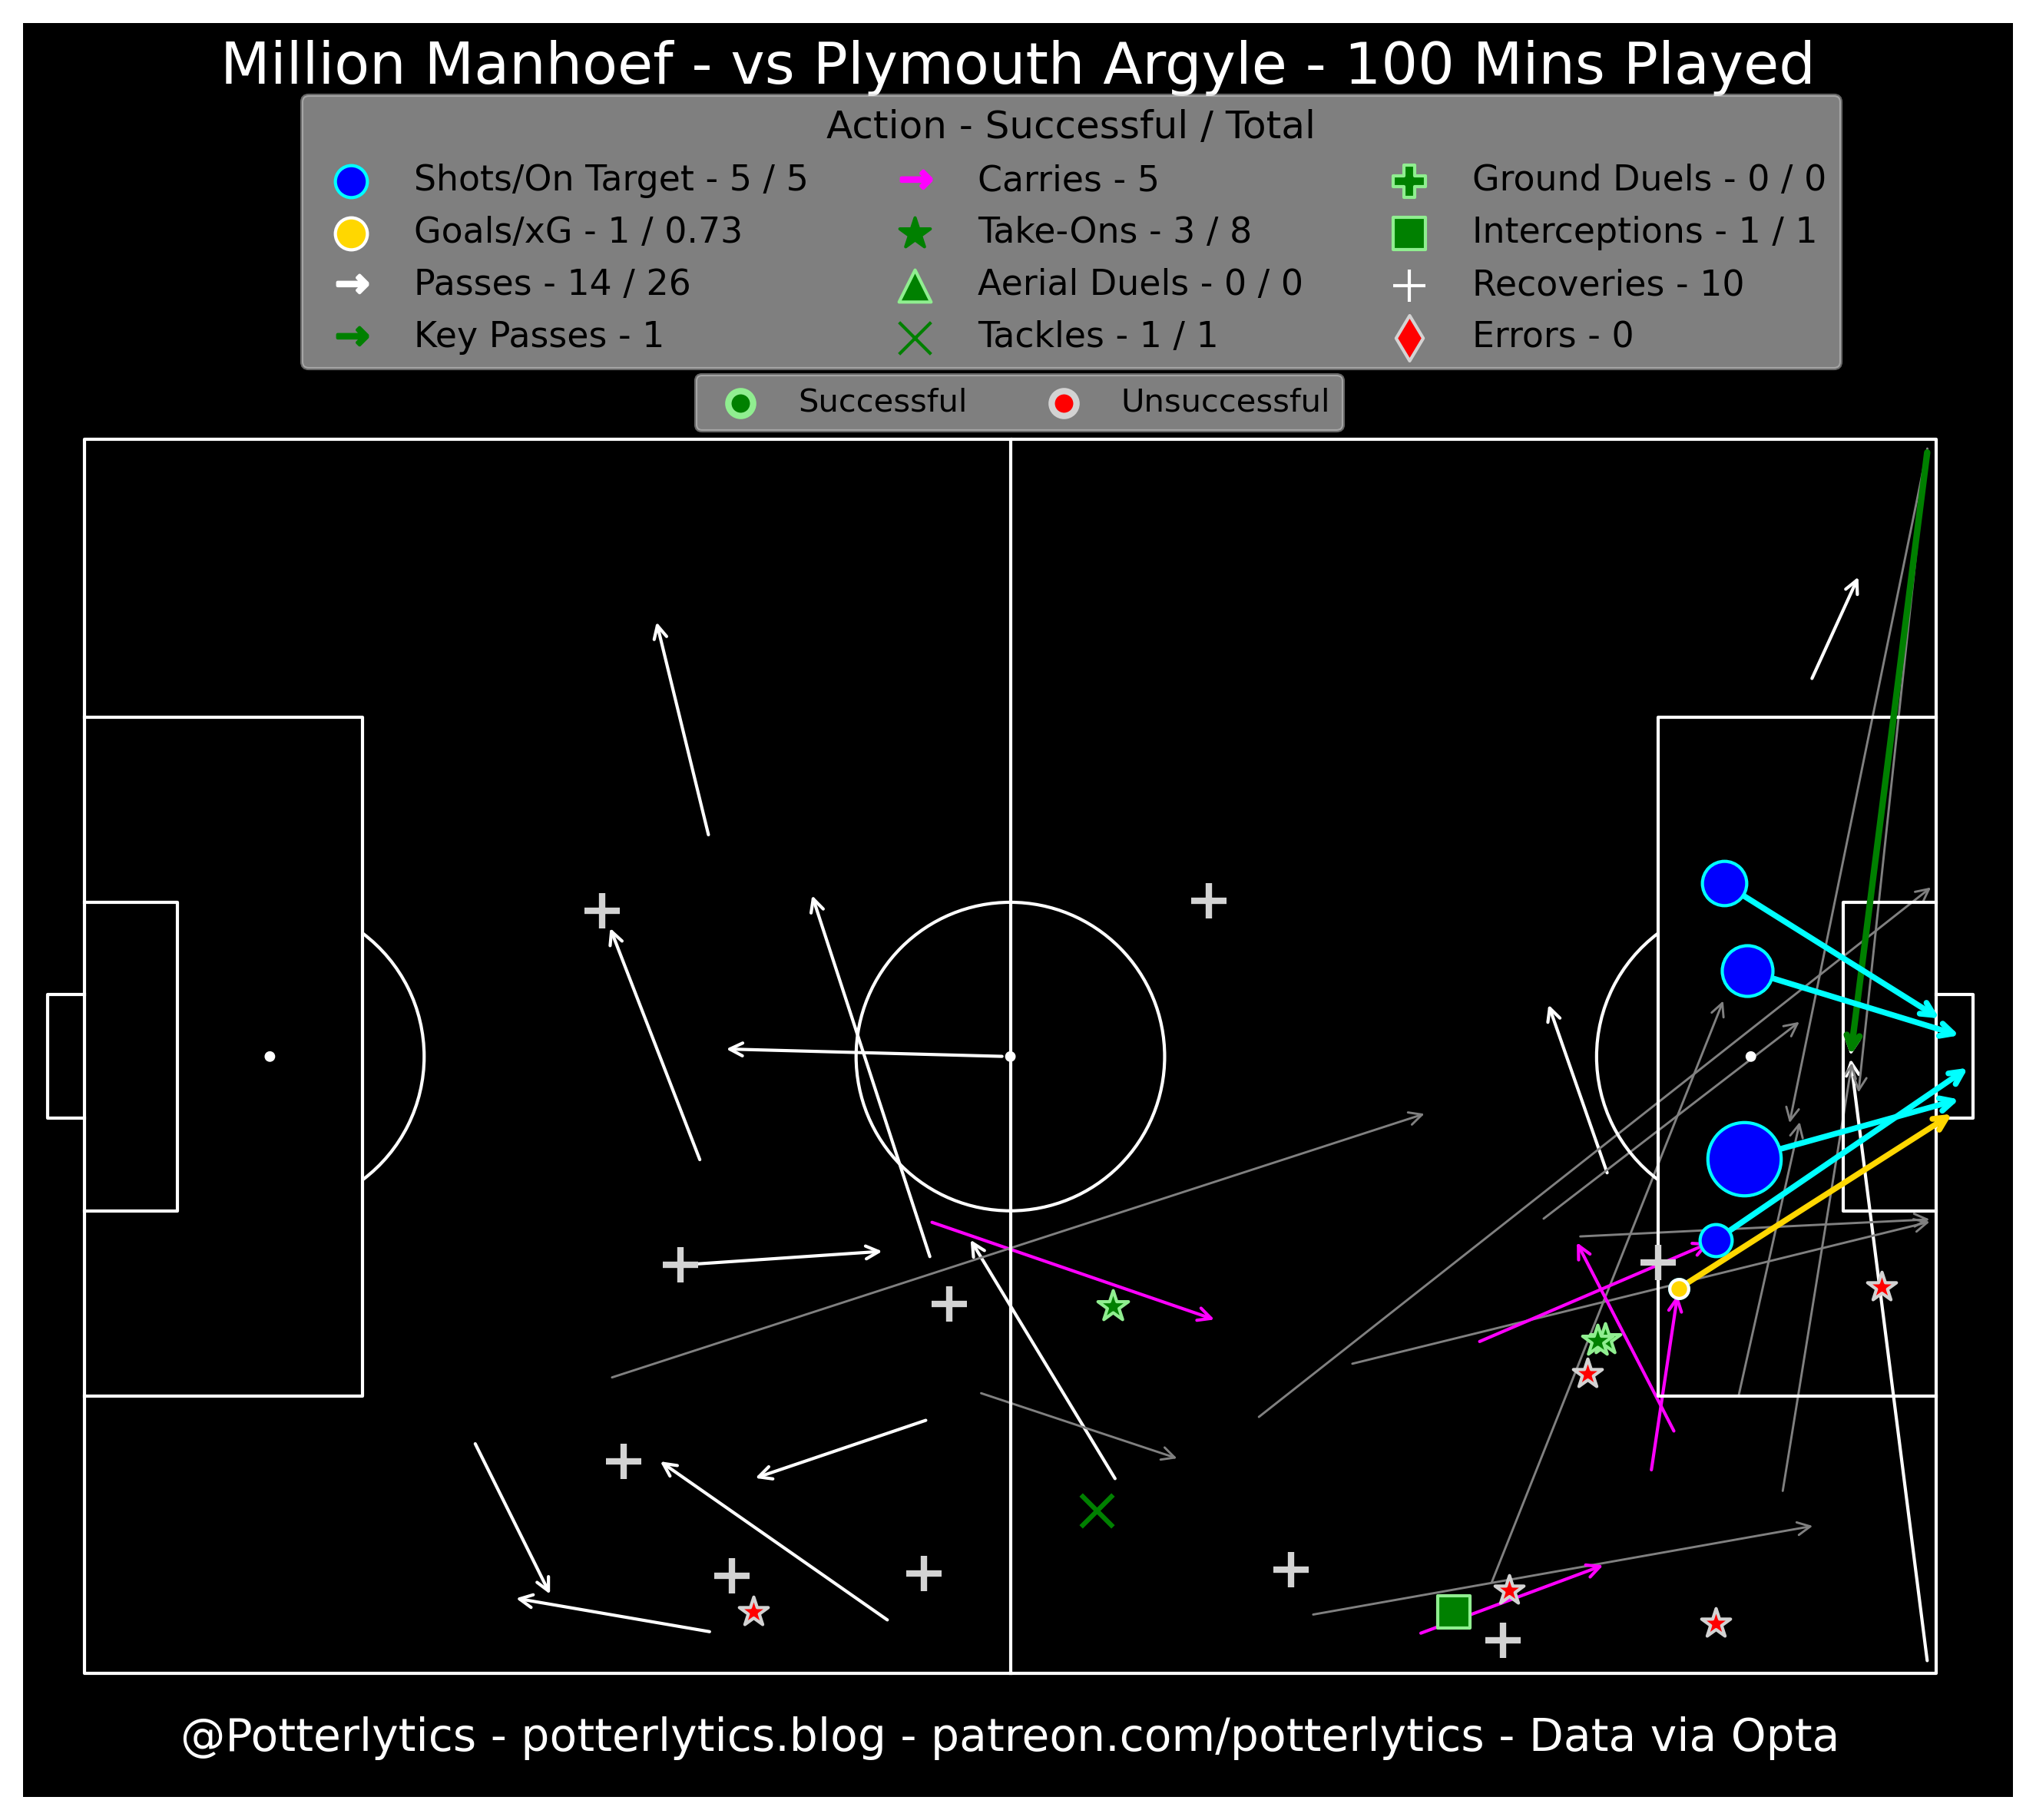 Million Manhoef - vs Plymouth Argyle - 100 Mins Played
Action - Successful / Total
Shots/On Target - 5 / 5
Goals/xG - 1 / 0.73
Passes - 14 / 26
Key Passes - 1
Carries - 5
Take-Ons - 3 / 8
Aerial Duels - 0 / 0
Tackles - 1 / 1
Ground Duels - 0 / 0
Interceptions - 1 / 1
Recoveries - 10
Errors - 0
Successful
Unsuccessful
@Potterlytics - potterlytics.blog - patreon.com/potterlytics - Data via Opta